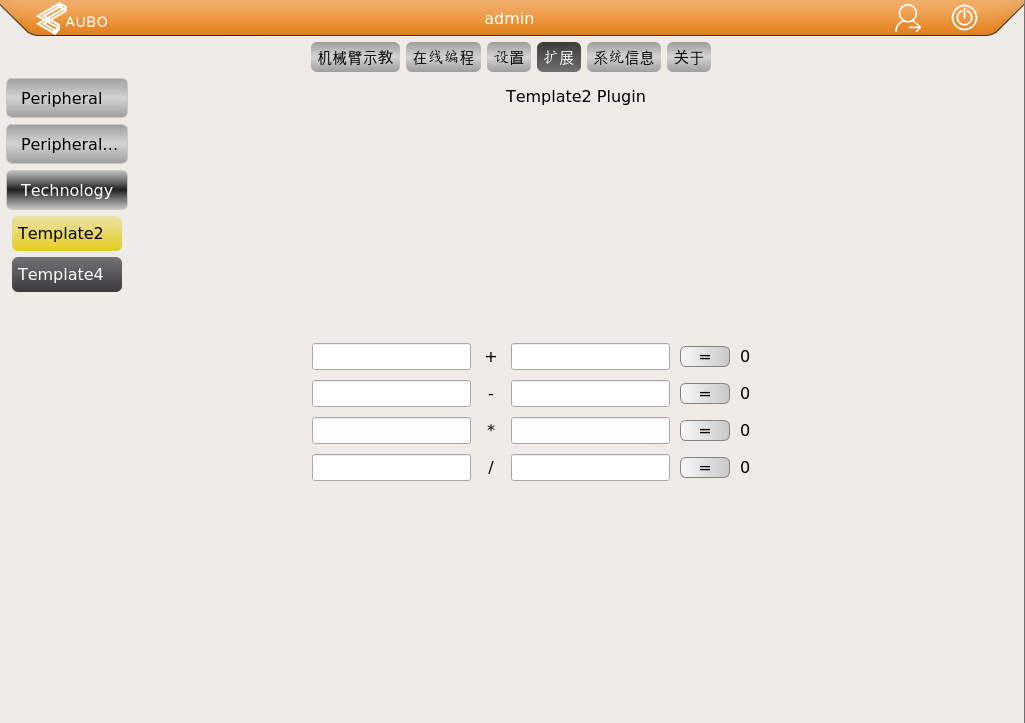 AUBO
admin
机械臂示教 在线编程 设置 扩展 系统信息 关于
Peripheral
Peripheral...
Technology
Template2
Template4
Template2 Plugin
+ = 0
- = 0
* = 0
/ = 0